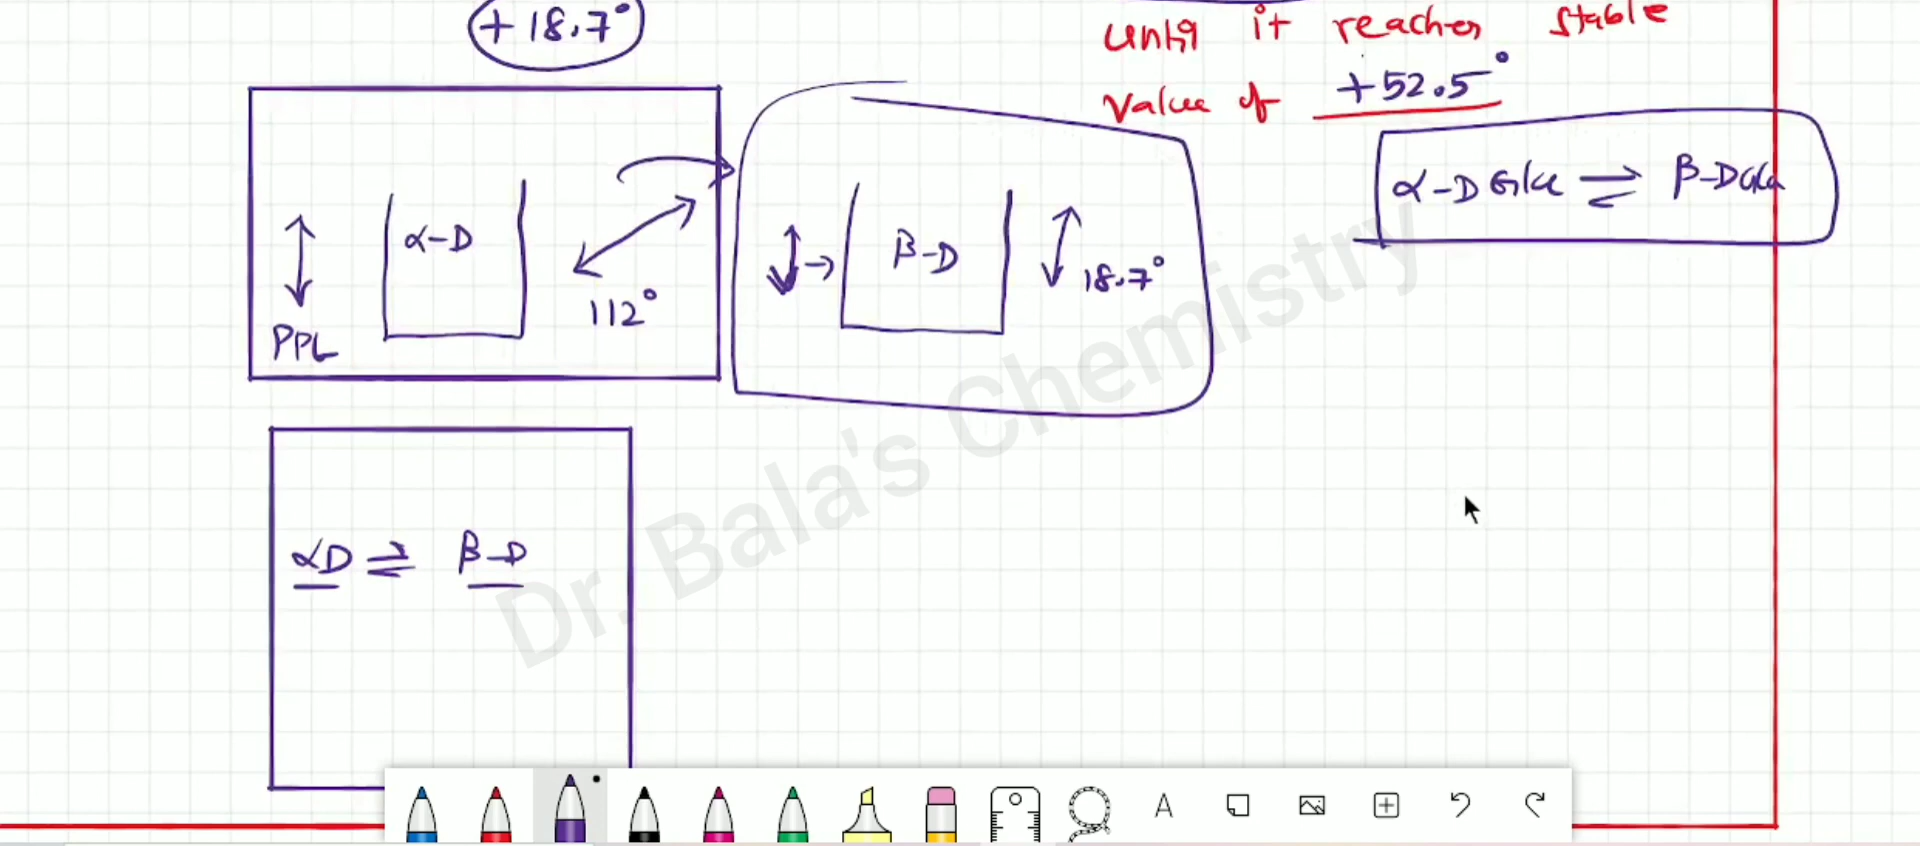 +18.7°
until it reaches stable
value of +52.5°
α-D Glu ⇌ β-D Glu
α-D
112°
PPL
β-D
18.7°
αD ⇌ β-D
Dr. Bala's Chemistry
A